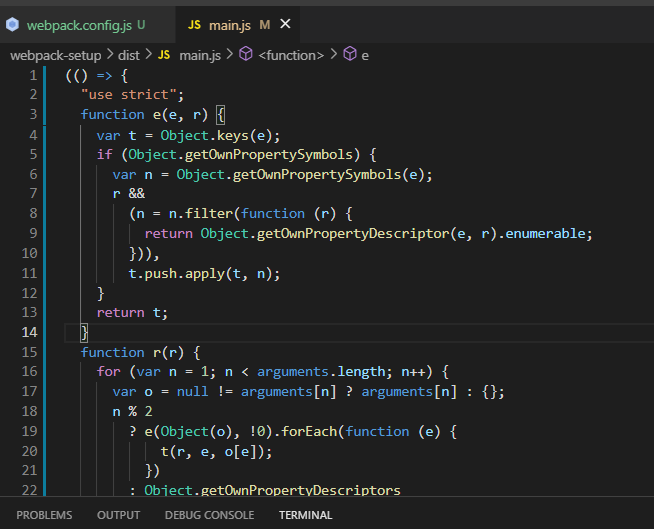 webpack.config.js U
JS main.js M
webpack-setup > dist > JS main.js > <function> > e
1 (() => {
2 "use strict";
3 function e(e, r) {
4 var t = Object.keys(e);
5 if (Object.getOwnPropertySymbols) {
6 var n = Object.getOwnPropertySymbols(e);
7 r &&
8 (n = n.filter(function (r) {
9 return Object.getOwnPropertyDescriptor(e, r).enumerable;
10 })),
11 t.push.apply(t, n);
12 }
13 return t;
14 }
15 function r(r) {
16 for (var n = 1; n < arguments.length; n++) {
17 var o = null != arguments[n] ? arguments[n] : {};
18 n % 2
19 ? e(Object(o), !0).forEach(function (e) {
20 t(r, e, o[e]);
21 })
22 : Object.getOwnPropertyDescriptors
PROBLEMS OUTPUT DEBUG CONSOLE TERMINAL